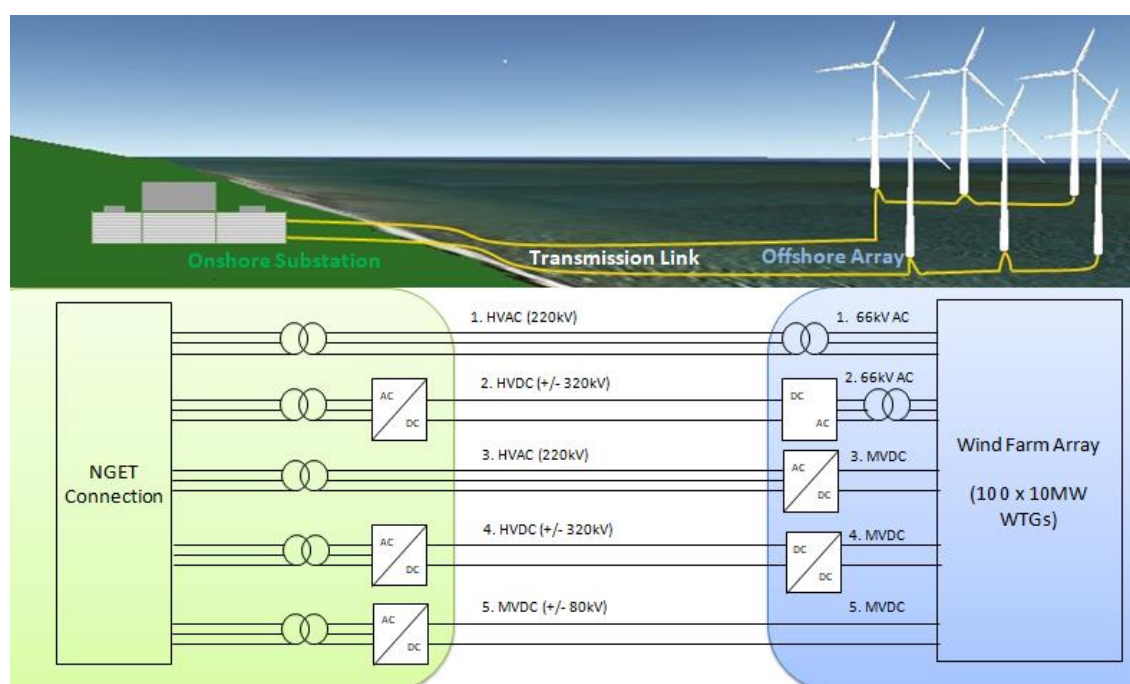 Onshore Substation
Transmission Link
Offshore Array
NGET
Connection
1. HVAC (220kV)
1. 66kV AC
2. HVDC (+/- 320kV)
2. 66kV AC
AC
DC
DC
AC
3. HVAC (220kV)
3. MVDC
AC
DC
4. HVDC (+/- 320kV)
4. MVDC
AC
DC
DC
DC
5. MVDC (+/- 80kV)
5. MVDC
AC
DC
Wind Farm Array
(10 0 x 10MW
WTGs)